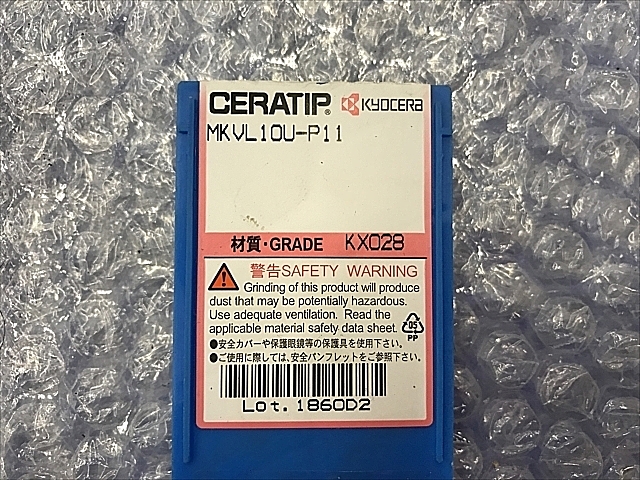 CERATIP® KYOCERA
MKVL10U-P11
材質・GRADE KX028
警告SAFETY WARNING
Grinding of this product will produce
dust that may be potentially hazardous.
Use adequate ventilation. Read the
applicable material safety data sheet.
05
PP
●安全カバーや保護眼鏡等の保護具を使用下さい。
●ご使用に際しては、安全パンフレットをご参照下さい。
Lot.1860D2